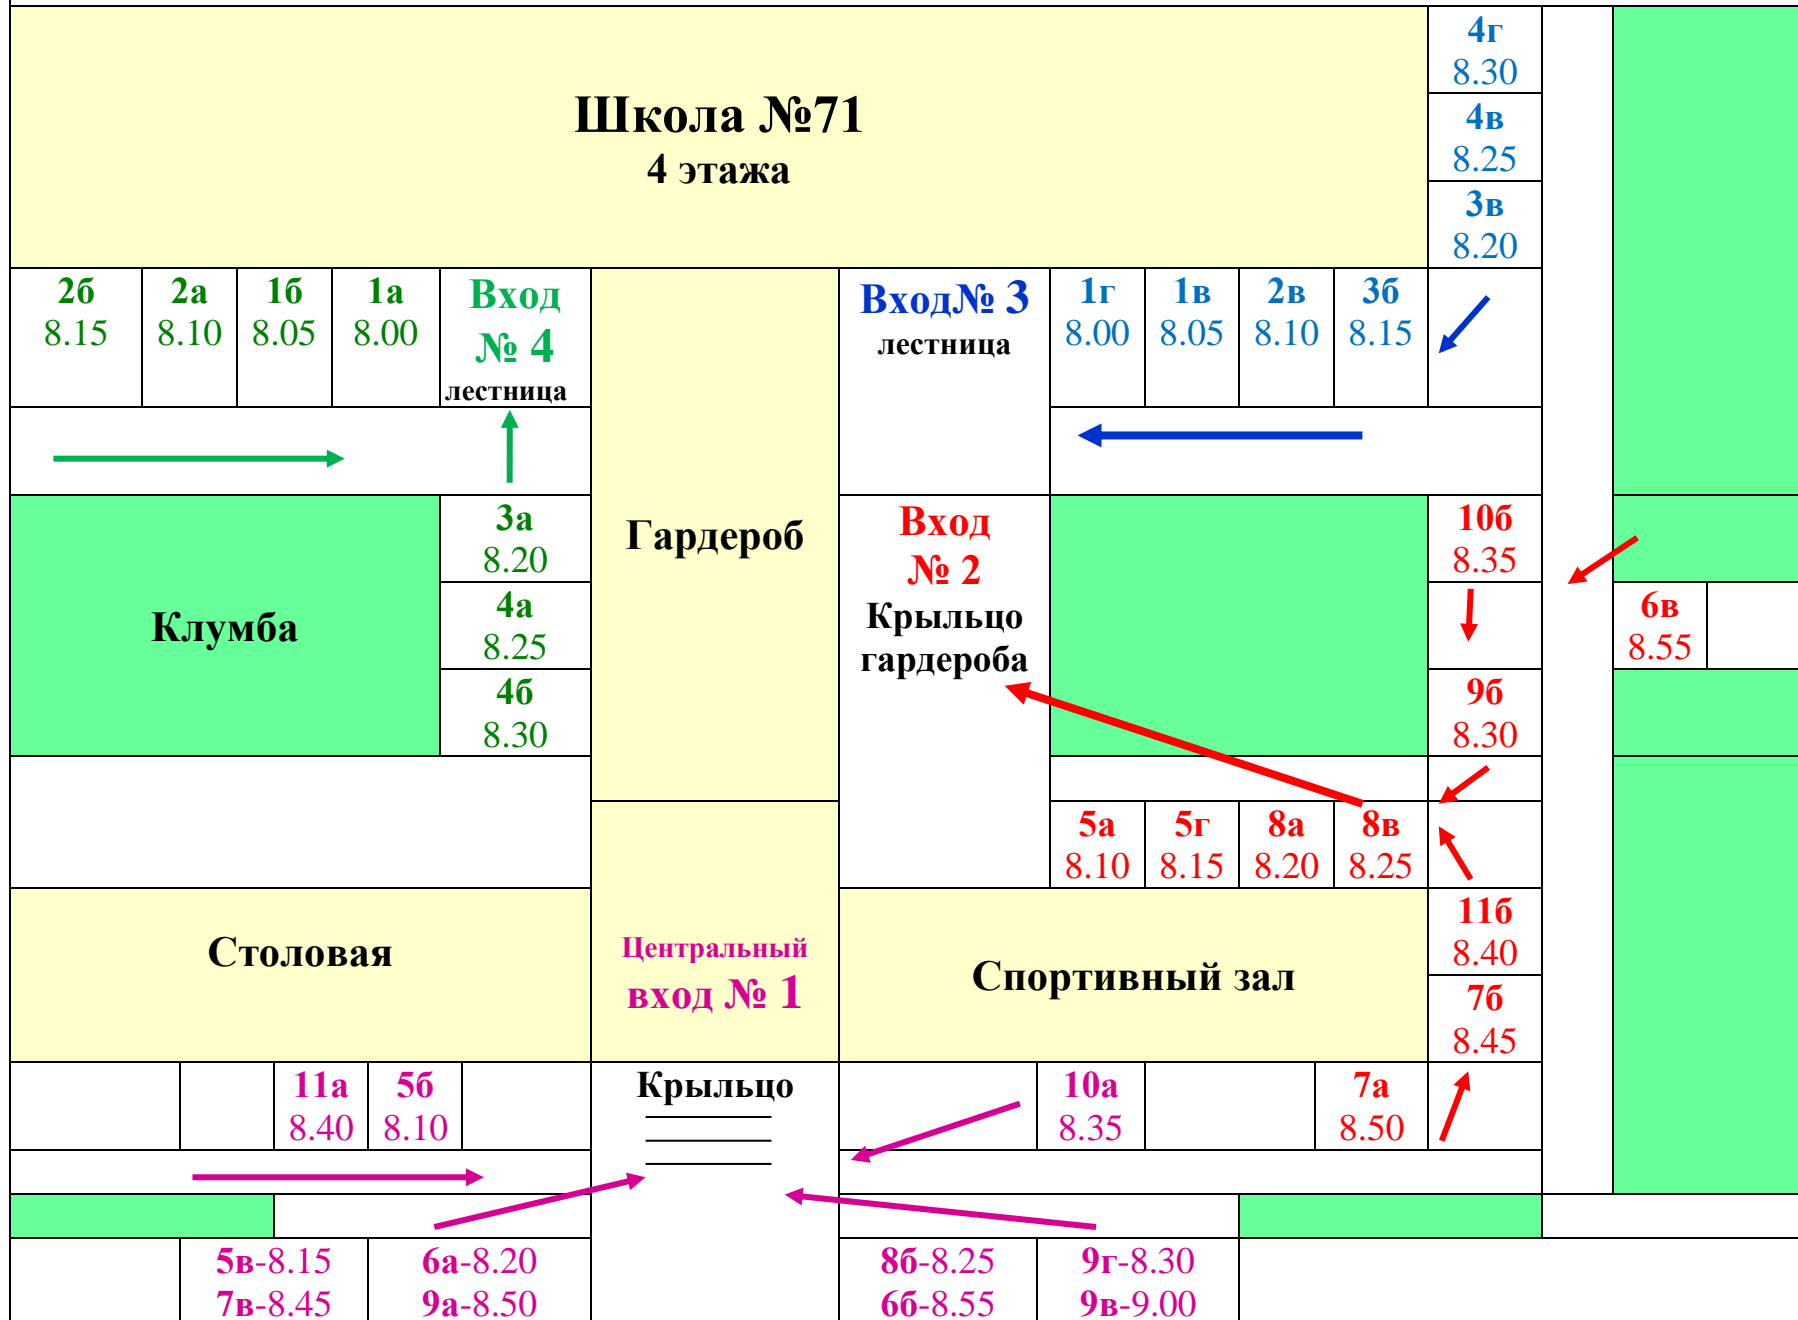 Школа №71
4 этажа
4г
8.30
4в
8.25
3в
8.20
2б
8.15
2а
8.10
1б
8.05
1а
8.00
Вход
№ 4
лестница
Вход№ 3
лестница
1г
8.00
1в
8.05
2в
8.10
3б
8.15
Клумба
3а
8.20
4а
8.25
4б
8.30
Гардероб
Вход
№ 2
Крыльцо
гардероба
10б
8.35
9б
8.30
6в
8.55
5а
8.10
5г
8.15
8а
8.20
8в
8.25
Столовая
Центральный
вход № 1
Спортивный зал
11б
8.40
7б
8.45
11а
8.40
5б
8.10
Крыльцо
10а
8.35
7а
8.50
5в-8.15
7в-8.45
6а-8.20
9а-8.50
8б-8.25
6б-8.55
9г-8.30
9в-9.00